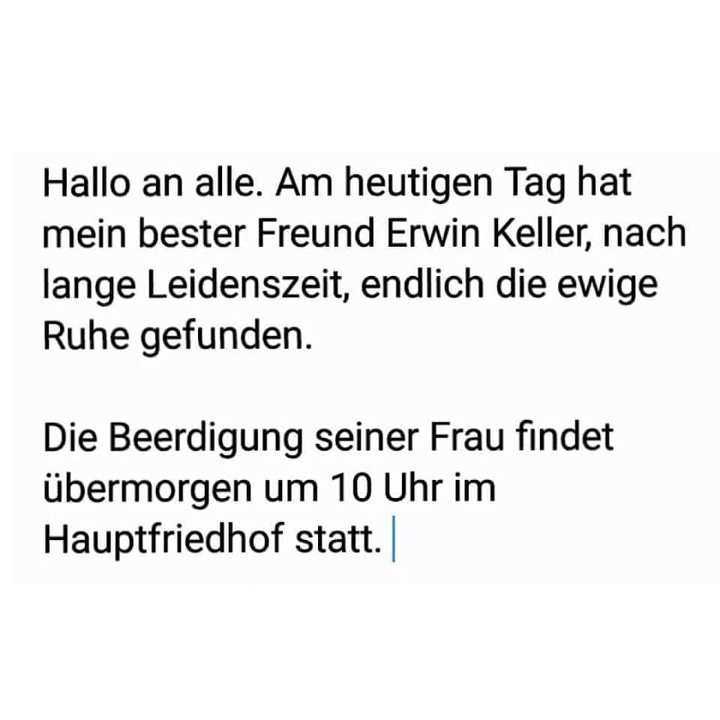 Hallo an alle. Am heutigen Tag hat
mein bester Freund Erwin Keller, nach
lange Leidenszeit, endlich die ewige
Ruhe gefunden.
Die Beerdigung seiner Frau findet
übermorgen um 10 Uhr im
Hauptfriedhof statt.